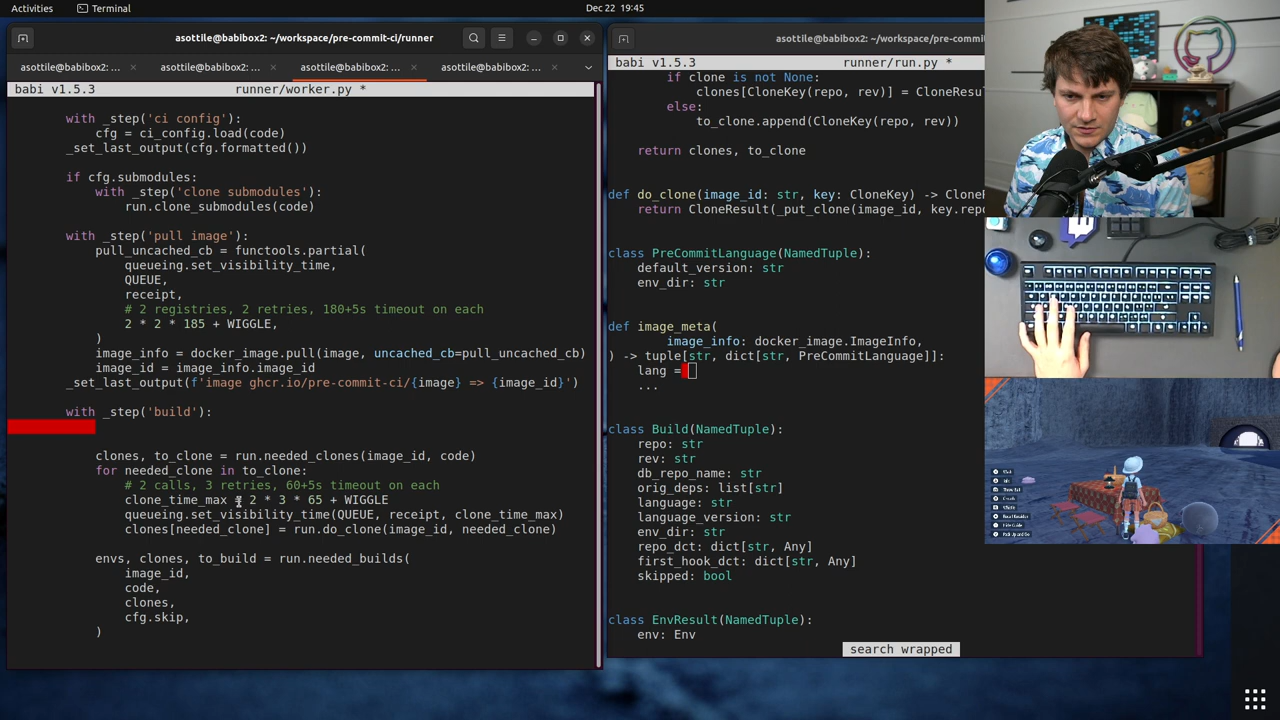 Activities
Terminal
Dec 22 19:45
asottile@babibox2: ~/workspace/pre-commit-ci/runner
asottile@babibox2: ~/workspace/pre-commit
asottile@babibox2: ~...
asottile@babibox2: ~...
asottile@babibox2: ~...
asottile@babibox2: ~...
babi v1.5.3 runner/worker.py *
with _step('ci config'):
cfg = ci_config.load(code)
_set_last_output(cfg.formatted())
if cfg.submodules:
with _step('clone submodules'):
run.clone_submodules(code)
with _step('pull image'):
pull_uncached_cb = functools.partial(
queueing.set_visibility_time,
QUEUE,
receipt,
# 2 registries, 2 retries, 180+5s timeout on each
2 * 2 * 185 + WIGGLE,
)
image_info = docker_image.pull(image, uncached_cb=pull_uncached_cb)
image_id = image_info.image_id
_set_last_output(f'image ghcr.io/pre-commit-ci/{image} => {image_id}')
with _step('build'):
clones, to_clone = run.needed_clones(image_id, code)
for needed_clone in to_clone:
# 2 calls, 3 retries, 60+5s timeout on each
clone_time_max = 2 * 3 * 65 + WIGGLE
queueing.set_visibility_time(QUEUE, receipt, clone_time_max)
clones[needed_clone] = run.do_clone(image_id, needed_clone)
envs, clones, to_build = run.needed_builds(
image_id,
code,
clones,
cfg.skip,
)
babi v1.5.3 runner/run.py *
if clone is not None:
clones[CloneKey(repo, rev)] = CloneResul
else:
to_clone.append(CloneKey(repo, rev))
return clones, to_clone
def do_clone(image_id: str, key: CloneKey) -> CloneR
return CloneResult(_put_clone(image_id, key.repo
class PreCommitLanguage(NamedTuple):
default_version: str
env_dir: str
def image_meta(
image_info: docker_image.ImageInfo,
) -> tuple[str, dict[str, PreCommitLanguage]]:
lang =
...
class Build(NamedTuple):
repo: str
rev: str
db_repo_name: str
orig_deps: list[str]
language: str
language_version: str
env_dir: str
repo_dct: dict[str, Any]
first_hook_dct: dict[str, Any]
skipped: bool
class EnvResult(NamedTuple):
env: Env
search wrapped